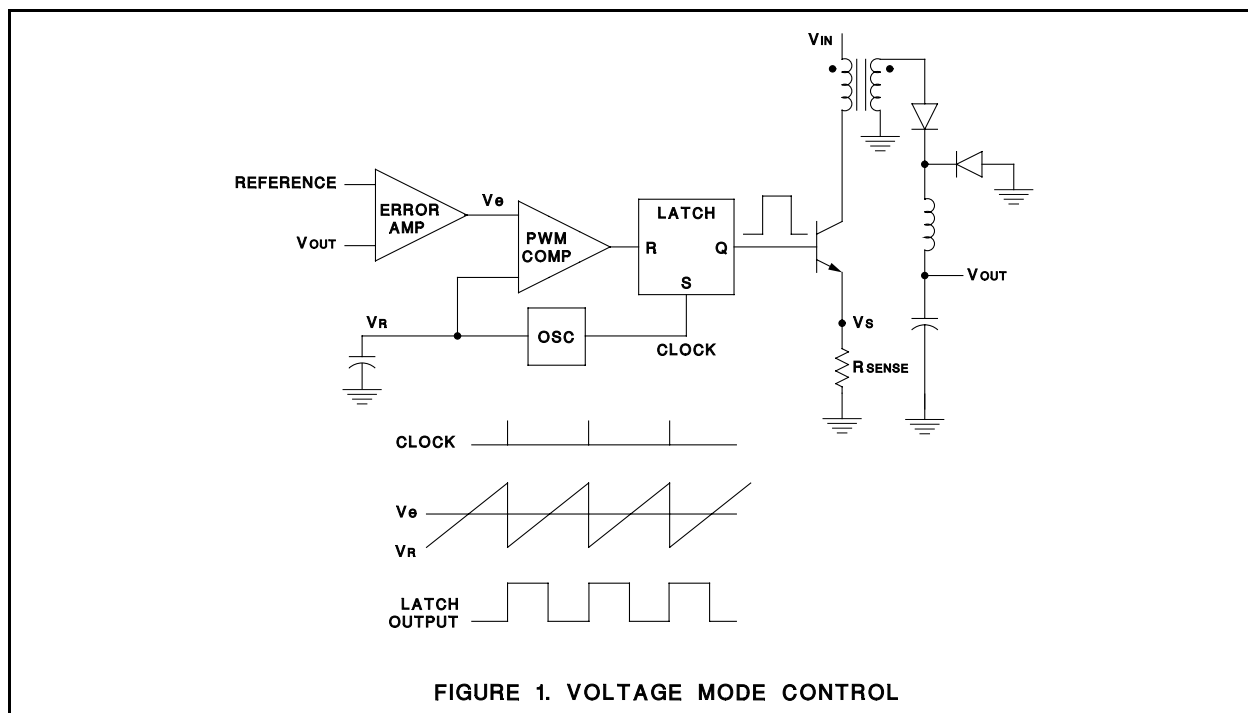 VIN
REFERENCE
Ve
ERROR
AMP
LATCH
PWM
COMP
R
Q
VOUT
S
VOUT
VR
OSC
CLOCK
VS
RSENSE
CLOCK
Ve
VR
LATCH
OUTPUT
FIGURE 1. VOLTAGE MODE CONTROL